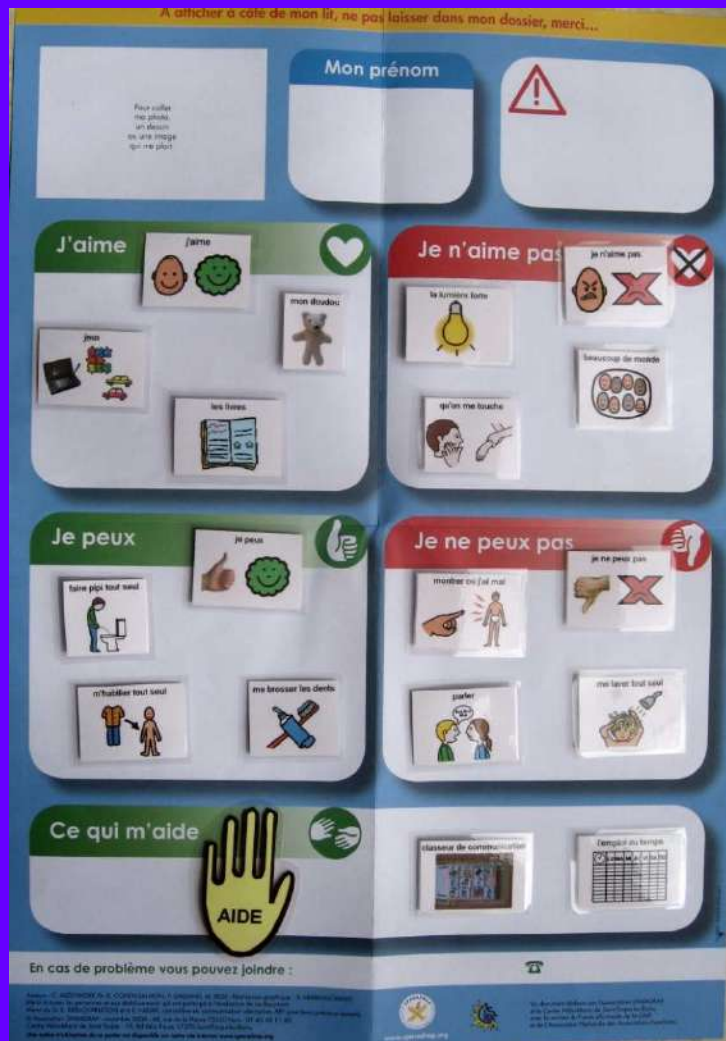 A afficher à côté de mon lit, ne pas laisser dans mon dossier, merci...
Pour coller
ma photo,
un dessin
ou une image
qui me plait
Mon prénom
J'aime
j'aime
mon doudou
jeux
les livres
Je n'aime pas
je n'aime pas
la lumière forte
beaucoup de monde
qu'on me touche
Je peux
je peux
faire pipi tout seul
m'habiller tout seul
me brosser les dents
Je ne peux pas
je ne peux pas
montrer où j'ai mal
parler
me laver tout seul
Ce qui m'aide
AIDE
classeur de communication
l'emploi du temps
En cas de problème vous pouvez joindre :
www.sparadrap.org